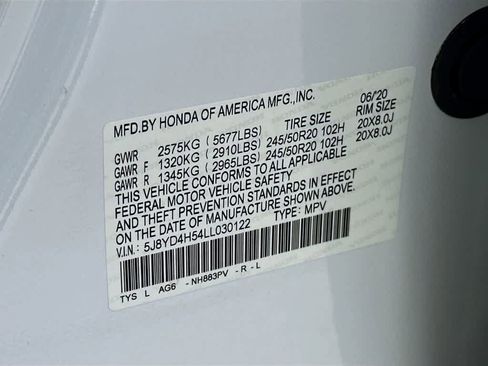 MFD.BY HONDA OF AMERICA MFG.,INC. 06/'20
TIRE SIZE RIM SIZE
GVWR 2575KG (5677LBS)
GAWR F 1320KG (2910LBS) 245/50R20 102H 20X8.0J
GAWR R 1345KG (2965LBS) 245/50R20 102H 20X8.0J
THIS VEHICLE CONFORMS TO ALL APPLICABLE
FEDERAL MOTOR VEHICLE SAFETY
AND THEFT PREVENTION STANDARDS IN EFFECT
ON THE DATE OF MANUFACTURE SHOWN ABOVE.
V.I.N: 5J8YD4H54LL030122 TYPE: MPV
TYS L AG6 -NH883PV -R-L